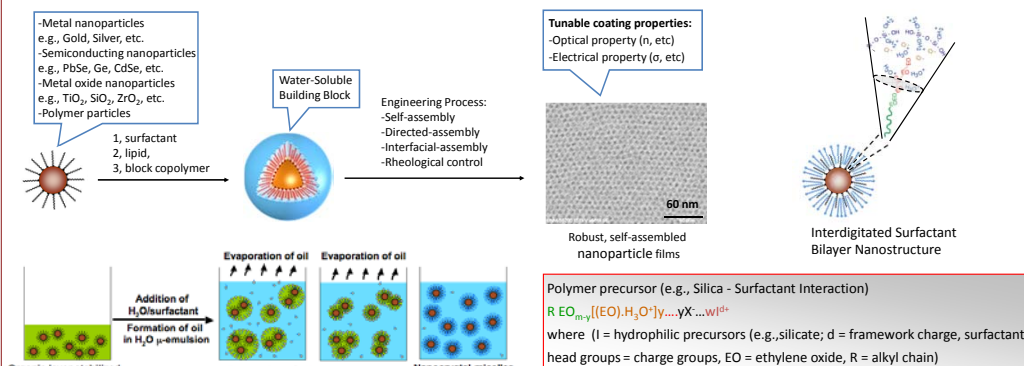 -Metal nanoparticles
e.g., Gold, Silver, etc.
-Semiconducting nanoparticles
e.g., PbSe, Ge, CdSe, etc.
-Metal oxide nanoparticles
e.g., TiO₂, SiO₂, ZrO₂, etc.
-Polymer particles
1, surfactant
2, lipid,
3, block copolymer
Water-Soluble
Building Block
Engineering Process:
-Self-assembly
-Directed-assembly
-Interfacial-assembly
-Rheological control
Tunable coating properties:
-Optical property (n, etc)
-Electrical property (σ, etc)
60 nm
Robust, self-assembled
nanoparticle films
Interdigitated Surfactant
Bilayer Nanostructure
Addition of
H₂O/surfactant
Formation of oil
in H₂O μ-emulsion
Evaporation of oil
Evaporation of oil
Polymer precursor (e.g., Silica - Surfactant Interaction)
R EOₘ₋ᵧ[(EO).H₃O⁺]y....yX⁻...wIᵈ⁺
where (I = hydrophilic precursors (e.g.,silicate; d = framework charge, surfactant
head groups = charge groups, EO = ethylene oxide, R = alkyl chain)